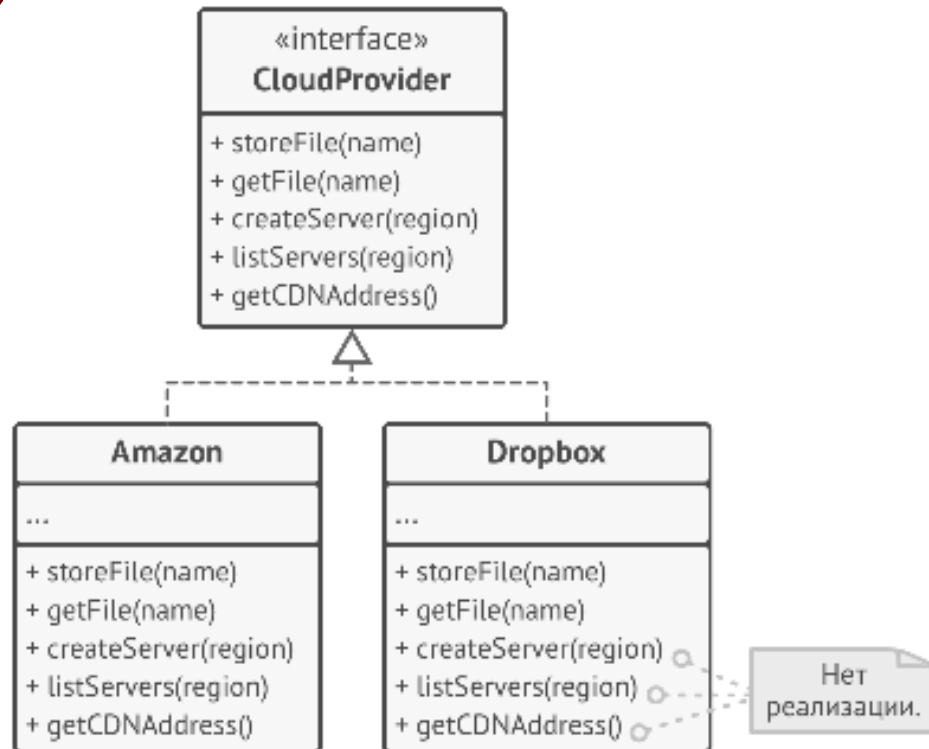 «interface»
CloudProvider
+ storeFile(name)
+ getFile(name)
+ createServer(region)
+ listServers(region)
+ getCDNAddress()
Amazon
...
+ storeFile(name)
+ getFile(name)
+ createServer(region)
+ listServers(region)
+ getCDNAddress()
Dropbox
...
+ storeFile(name)
+ getFile(name)
+ createServer(region)
+ listServers(region)
+ getCDNAddress()
Нет
реализации.